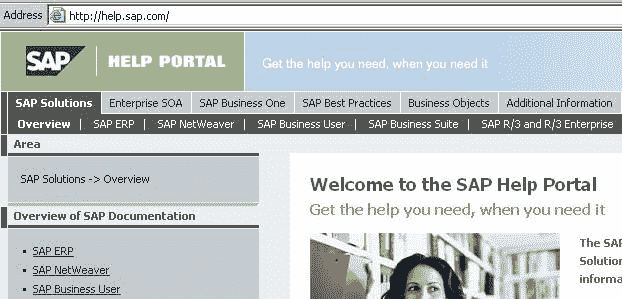 Address http://help.sap.com/
SAP HELP PORTAL Get the help you need, when you need it
SAP Solutions Enterprise SOA SAP Business One SAP Best Practices Business Objects Additional Information
Overview | SAP ERP | SAP NetWeaver | SAP Business User | SAP Business Suite | SAP R/3 and R/3 Enterprise
Area
SAP Solutions -> Overview
Overview of SAP Documentation
SAP ERP
SAP NetWeaver
SAP Business User
Welcome to the SAP Help Portal
Get the help you need, when you need it
The SAP
Solution
informa